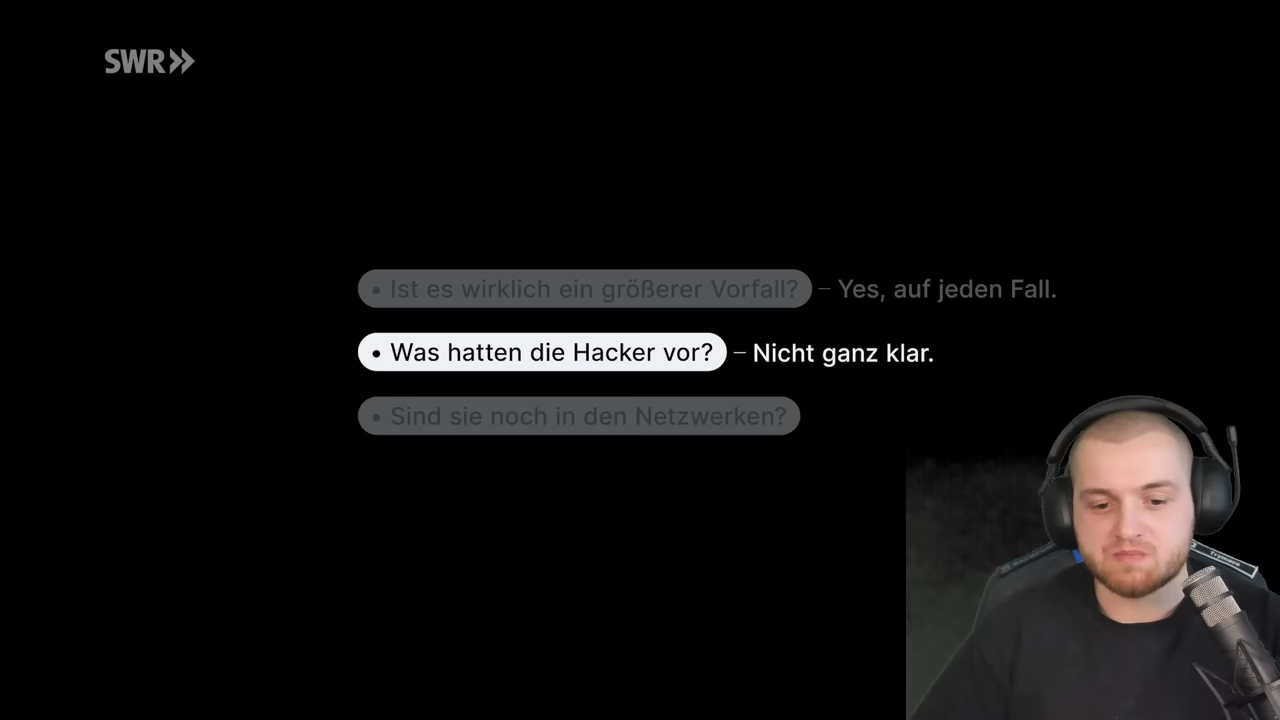 SWR
• Ist es wirklich ein größerer Vorfall? – Yes, auf jeden Fall.
• Was hatten die Hacker vor? – Nicht ganz klar.
• Sind sie noch in den Netzwerken?
Trymacs